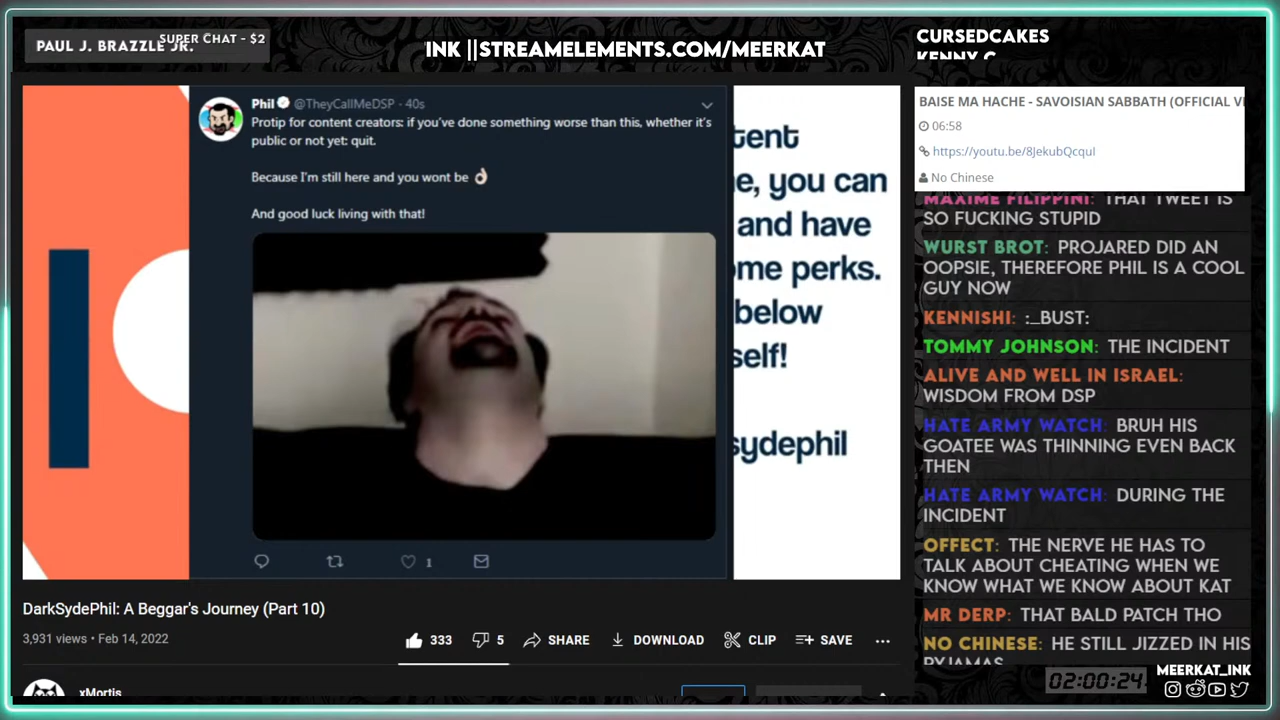 PAUL J. BRAZZLE JR.
SUPER CHAT - $2
INK ||STREAMELEMENTS.COM/MEERKAT
CURSEDCAKES
KENNY C
Phil @TheyCallMeDSP · 40s
Protip for content creators: if you've done something worse than this, whether it's
public or not yet: quit.
Because I'm still here and you wont be 👌
And good luck living with that!
1
tent
e, you can
and have
ome perks.
below
self!
sydephil
DarkSydePhil: A Beggar's Journey (Part 10)
3,931 views • Feb 14, 2022
333
5
SHARE
DOWNLOAD
CLIP
SAVE
xMortis
BAISE MA HACHE - SAVOISIAN SABBATH (OFFICIAL VI
06:58
https://youtu.be/8JekubQcquI
No Chinese
MAXIME FILIPPINI: THAT TWEET IS
SO FUCKING STUPID
WURST BROT: PROJARED DID AN
OOPSIE, THEREFORE PHIL IS A COOL
GUY NOW
KENNISHI: :_BUST:
TOMMY JOHNSON: THE INCIDENT
ALIVE AND WELL IN ISRAEL:
WISDOM FROM DSP
HATE ARMY WATCH: BRUH HIS
GOATEE WAS THINNING EVEN BACK
THEN
HATE ARMY WATCH: DURING THE
INCIDENT
OFFECT: THE NERVE HE HAS TO
TALK ABOUT CHEATING WHEN WE
KNOW WHAT WE KNOW ABOUT KAT
MR DERP: THAT BALD PATCH THO
NO CHINESE: HE STILL JIZZED IN HIS
PYJAMAS
02:00:24
MEERKAT_INK